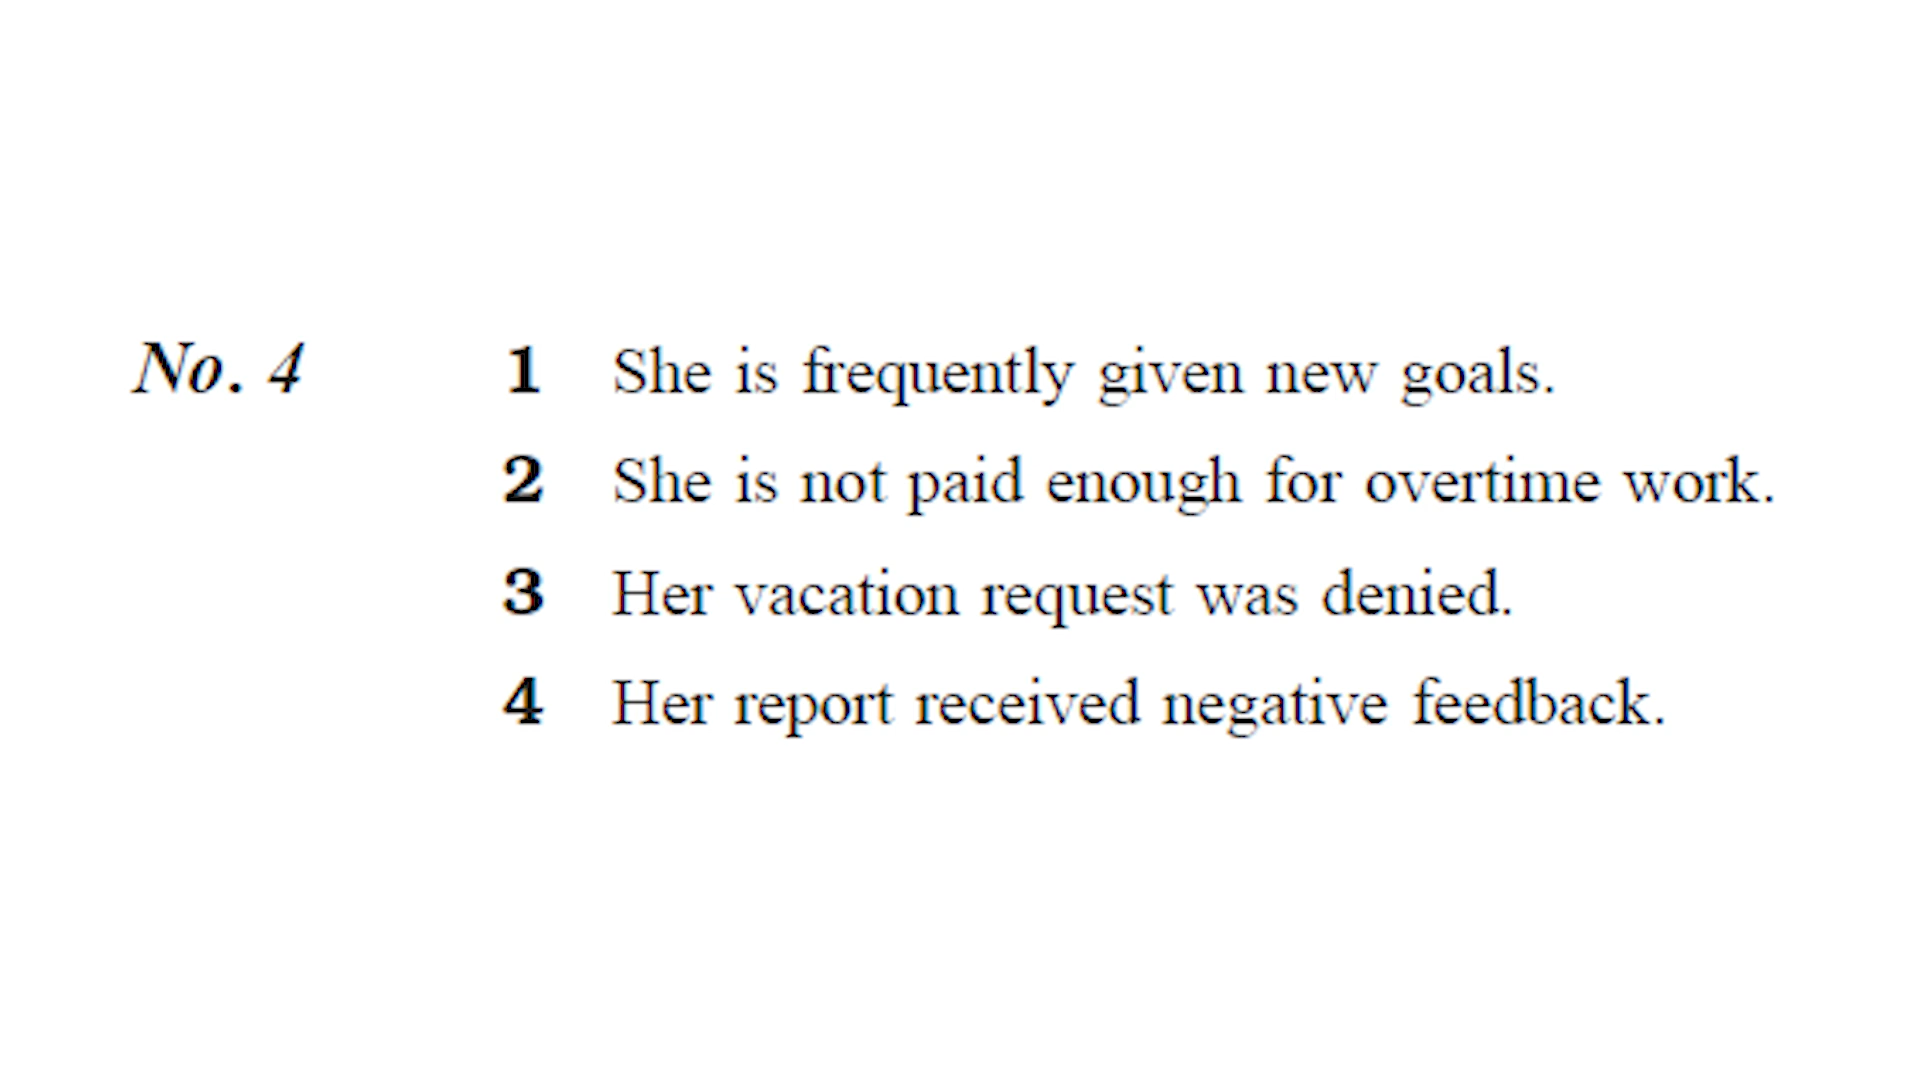 No. 4 1 She is frequently given new goals.
2 She is not paid enough for overtime work.
3 Her vacation request was denied.
4 Her report received negative feedback.